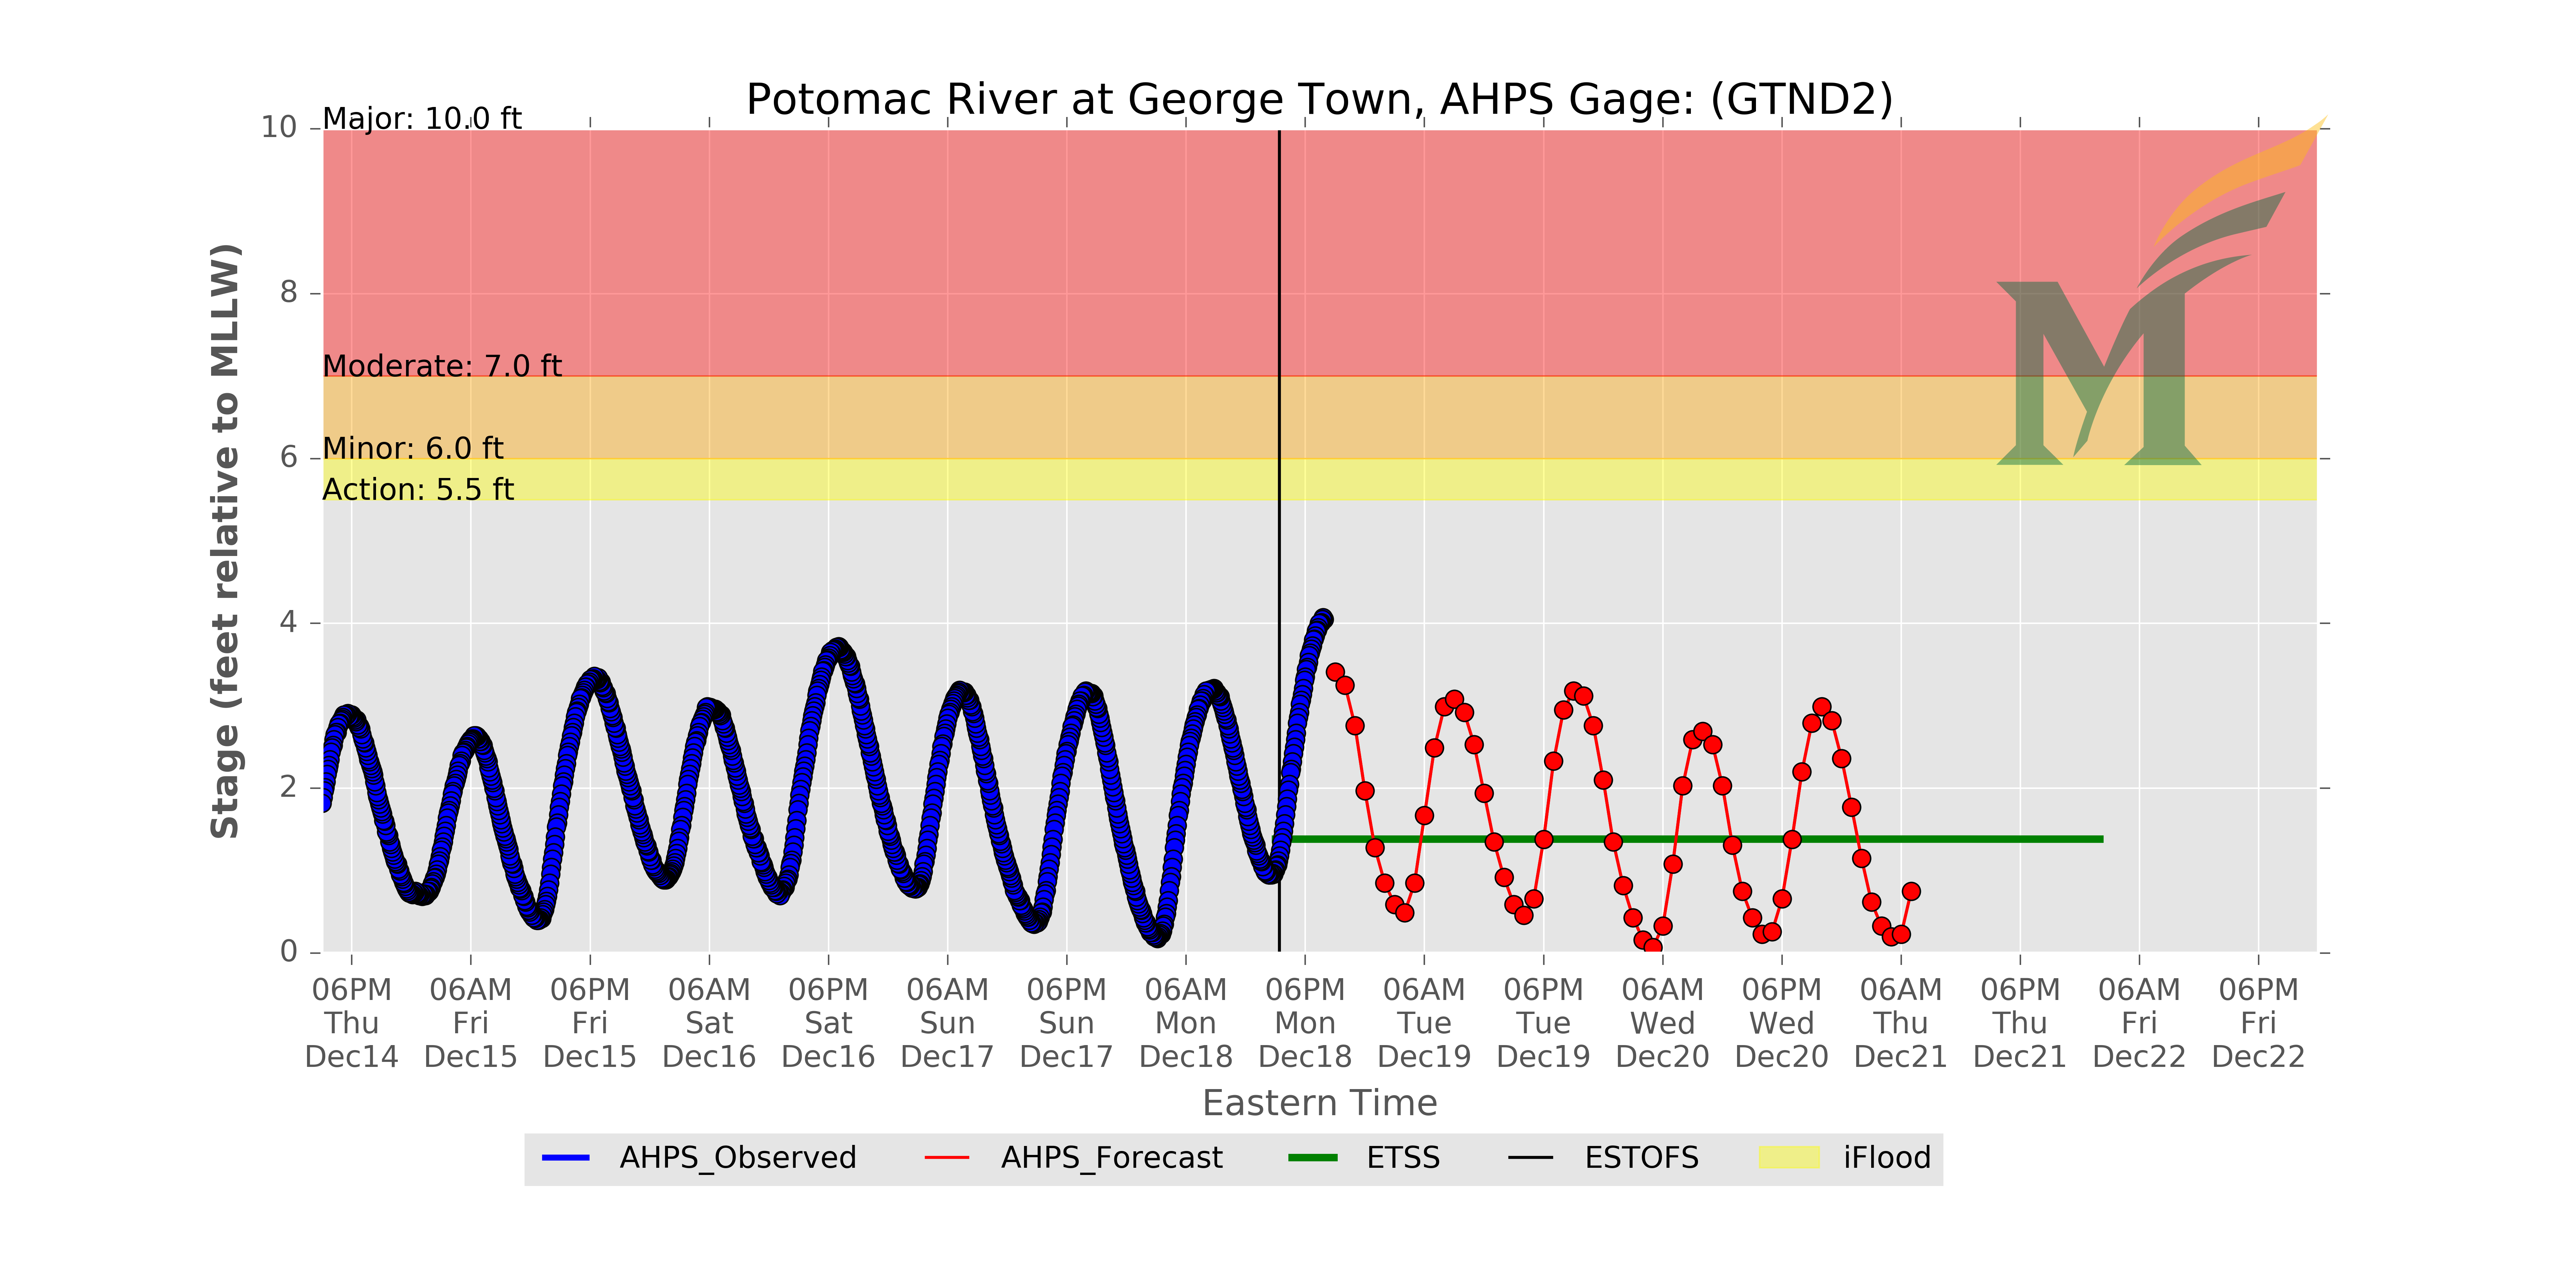 Potomac River at George Town, AHPS Gage: (GTND2)
Major: 10.0 ft
Moderate: 7.0 ft
Minor: 6.0 ft
Action: 5.5 ft
Stage (feet relative to MLLW)
10
8
6
4
2
0
06PM 06AM 06PM 06AM 06PM 06AM 06PM 06AM 06PM 06AM 06PM 06AM 06PM 06AM 06PM 06AM 06PM
Thu Fri Fri Sat Sat Sun Sun Mon Mon Tue Tue Wed Wed Thu Thu Fri Fri
Dec14 Dec15 Dec15 Dec16 Dec16 Dec17 Dec17 Dec18 Dec18 Dec19 Dec19 Dec20 Dec20 Dec21 Dec21 Dec22 Dec22
Eastern Time
AHPS_Observed AHPS_Forecast ETSS ESTOFS iFlood
M